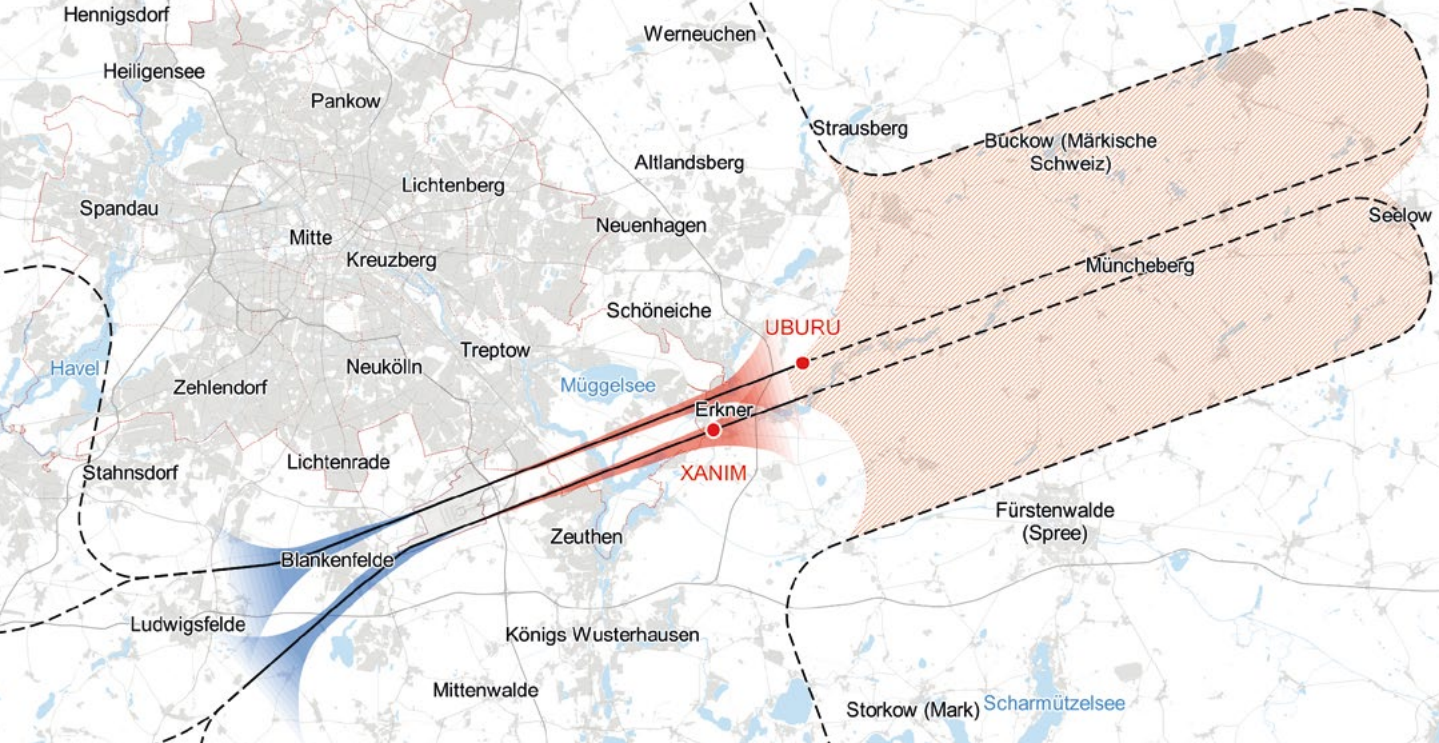 Hennigsdorf
Werneuchen
Heiligensee
Pankow
Strausberg
Buckow (Märkische
Schweiz)
Altlandsberg
Lichtenberg
Spandau
Seelow
Neuenhagen
Mitte
Kreuzberg
Müncheberg
Schöneiche
UBURU
Treptow
Havel
Neukölln
Zehlendorf
Müggelsee
Erkner
Lichtenrade
Stahnsdorf
XANIM
Fürstenwalde
(Spree)
Zeuthen
Blankenfelde
Ludwigsfelde
Königs Wusterhausen
Mittenwalde
Storkow (Mark)
Scharmützelsee